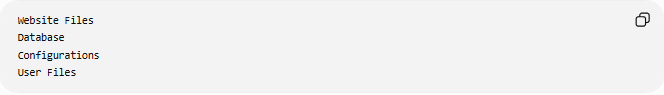 Website Files
Database
Configurations
User Files